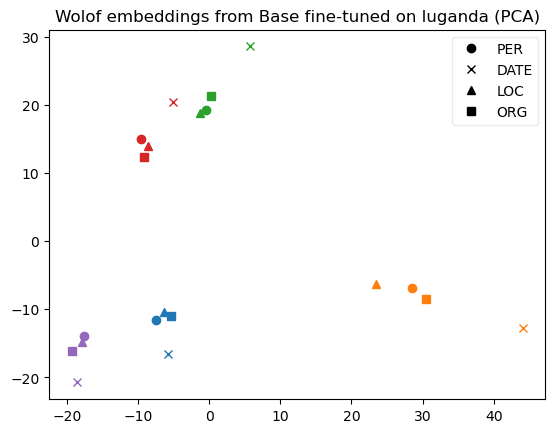 Wolof embeddings from Base fine-tuned on luganda (PCA)
30
20
10
0
−10
−20
−20
−10
0
10
20
30
40
PER
DATE
LOC
ORG